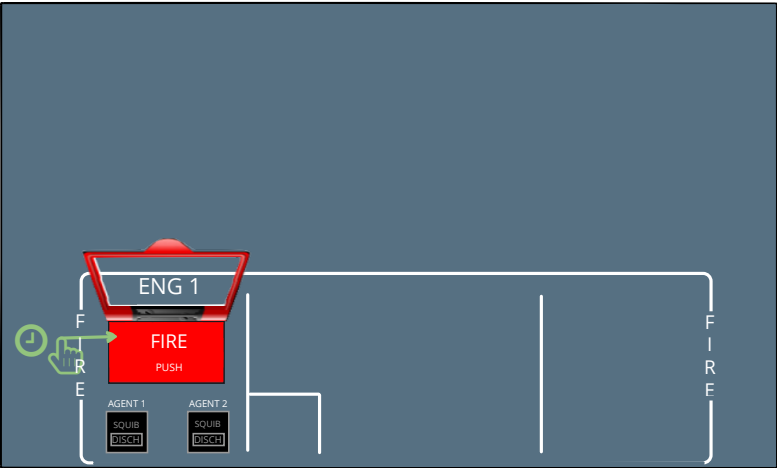 ENG 1
FIRE
PUSH
F
I
R
E
AGENT 1
AGENT 2
SQUIB
DISCH
SQUIB
DISCH
F
I
R
E